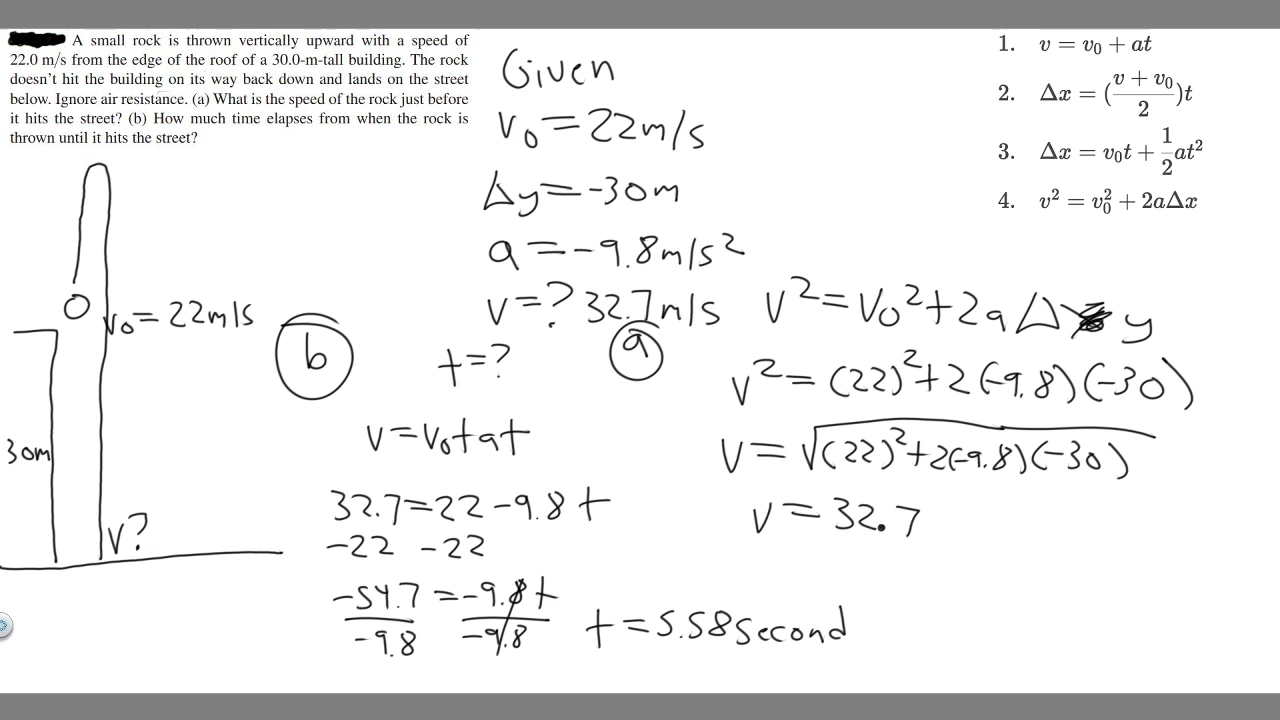 A small rock is thrown vertically upward with a speed of
22.0 m/s from the edge of the roof of a 30.0-m-tall building. The rock
doesn't hit the building on its way back down and lands on the street
below. Ignore air resistance. (a) What is the speed of the rock just before
it hits the street? (b) How much time elapses from when the rock is
thrown until it hits the street?
1. v = v₀ + at
2. Δx = ((v + v₀)/2)t
3. Δx = v₀t + 1/2 at²
4. v² = v₀² + 2aΔx
Given
v₀=22m/s
Δy=-30m
a=-9.8m/s²
v=? 32.7m/s
a
t=?
v₀=22m/s
30m
v?
b
v=v₀+at
32.7=22-9.8t
-22 -22
-54.7=-9.8t
-9.8 -9.8
t=5.58second
v²=v₀²+2aΔy
v²=(22)²+2(-9.8)(-30)
v=√(22)²+2(-9.8)(-30)
v=32.7